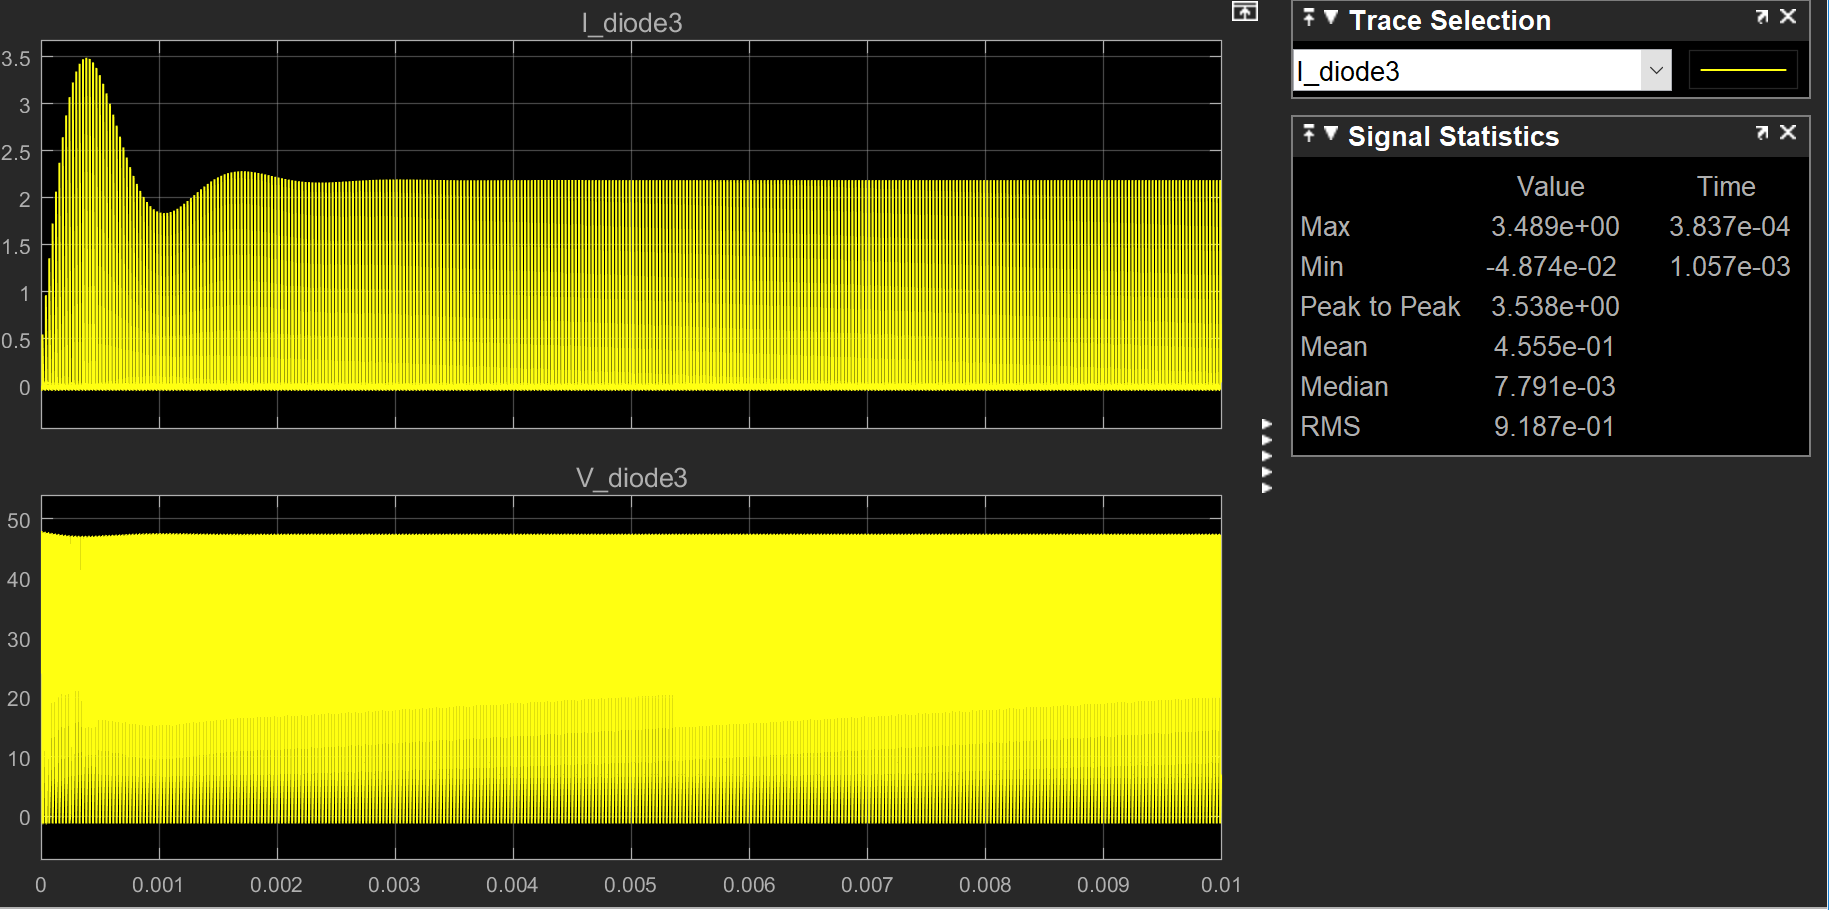 I_diode3
3.5
3
2.5
2
1.5
1
0.5
0
V_diode3
50
40
30
20
10
0
0 0.001 0.002 0.003 0.004 0.005 0.006 0.007 0.008 0.009 0.01
Trace Selection
I_diode3
Signal Statistics
Value Time
Max 3.489e+00 3.837e-04
Min -4.874e-02 1.057e-03
Peak to Peak 3.538e+00
Mean 4.555e-01
Median 7.791e-03
RMS 9.187e-01